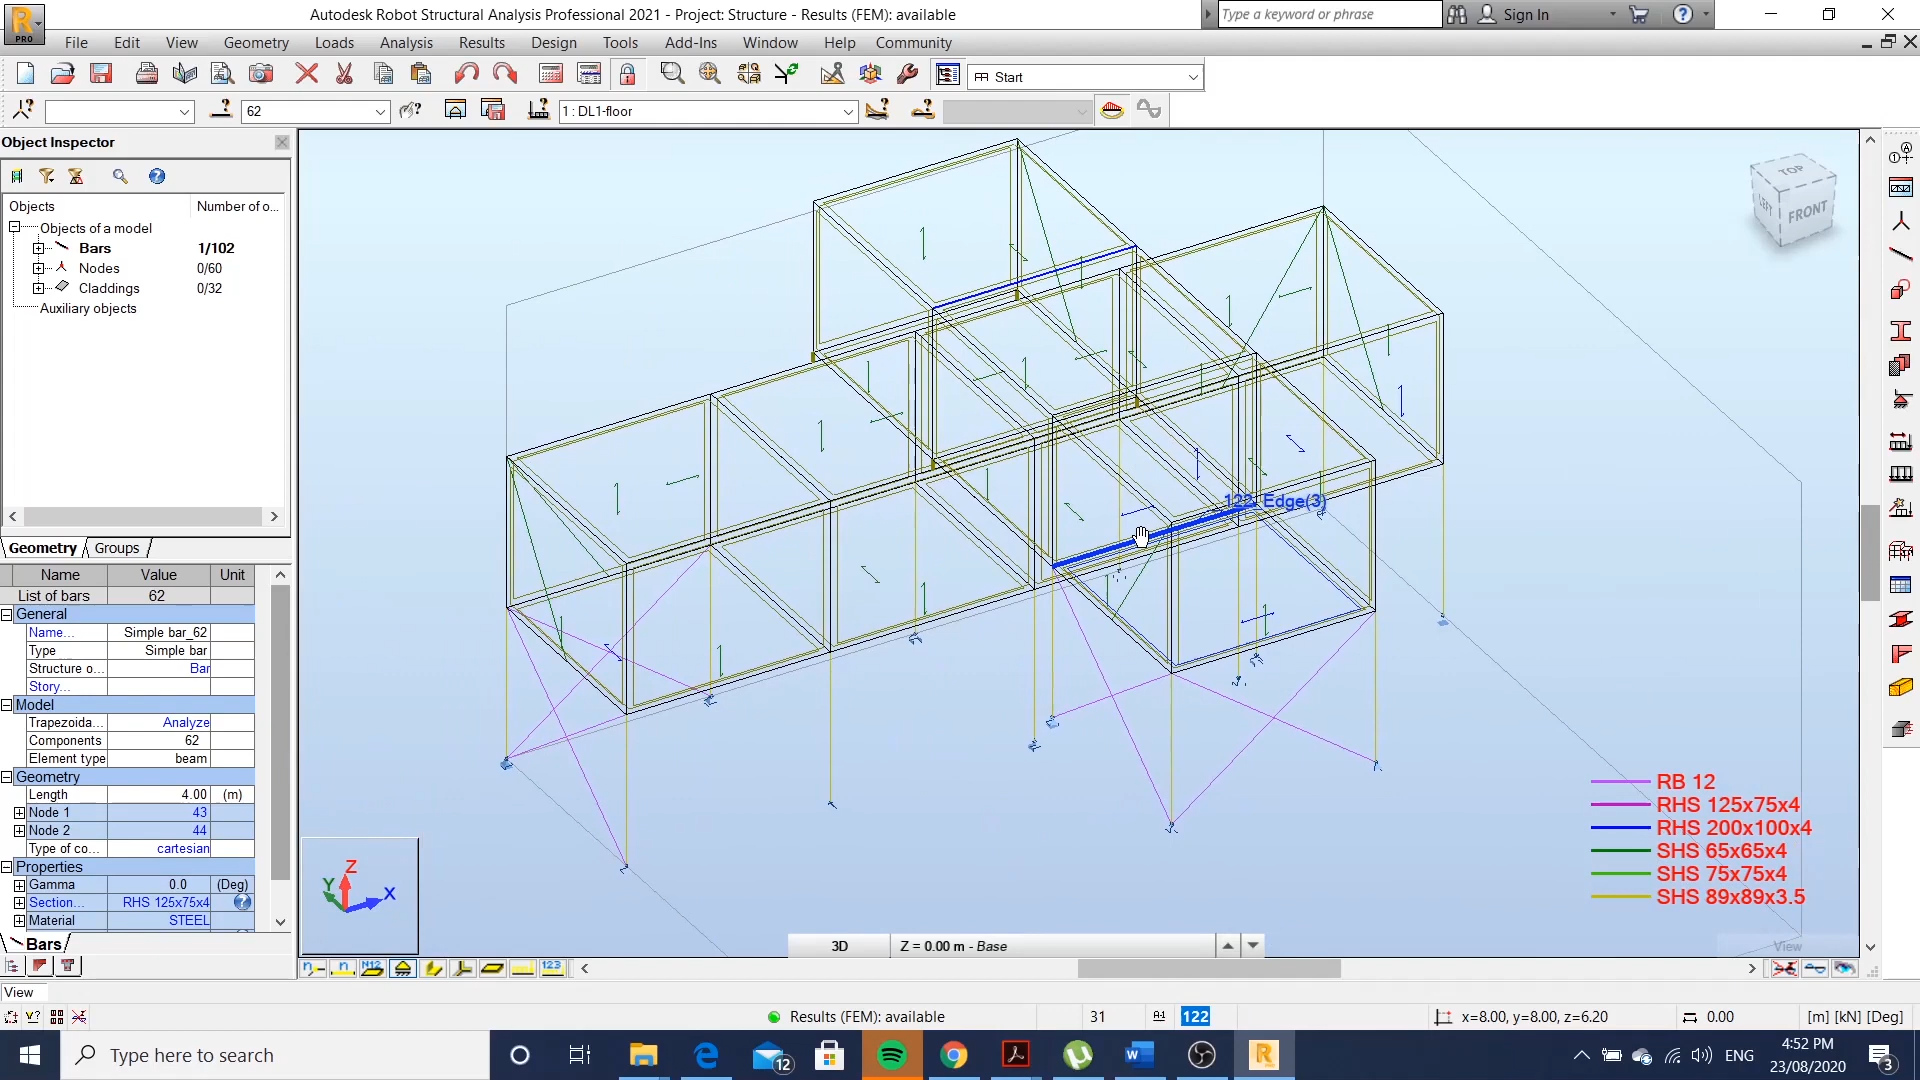 Autodesk Robot Structural Analysis Professional 2021 - Project: Structure - Results (FEM): available
Type a keyword or phrase
Sign In
PRO
File Edit View Geometry Loads Analysis Results Design Tools Add-Ins Window Help Community
Start
62
1 : DL1-floor
Object Inspector
Objects Number of o...
Objects of a model
Bars 1/102
Nodes 0/60
Claddings 0/32
Auxiliary objects
Geometry Groups
Name Value Unit
List of bars 62
General
Name... Simple bar_62
Type Simple bar
Structure o... Bar
Story...
Model
Trapezoida... Analyze
Components 62
Element type beam
Geometry
Length 4.00 (m)
Node 1 43
Node 2 44
Type of co... cartesian
Properties
Gamma 0.0 (Deg)
Section... RHS 125x75x4
Material STEEL
Bars
TOP
LEFT
FRONT
122. Edge(3)
RB 12
RHS 125x75x4
RHS 200x100x4
SHS 65x65x4
SHS 75x75x4
SHS 89x89x3.5
Z
Y
X
3D
Z = 0.00 m - Base
View
View
Results (FEM): available
31
122
x=8.00, y=8.00, z=6.20
0.00
[m] [kN] [Deg]
Type here to search
12
ENG
4:52 PM
23/08/2020
3